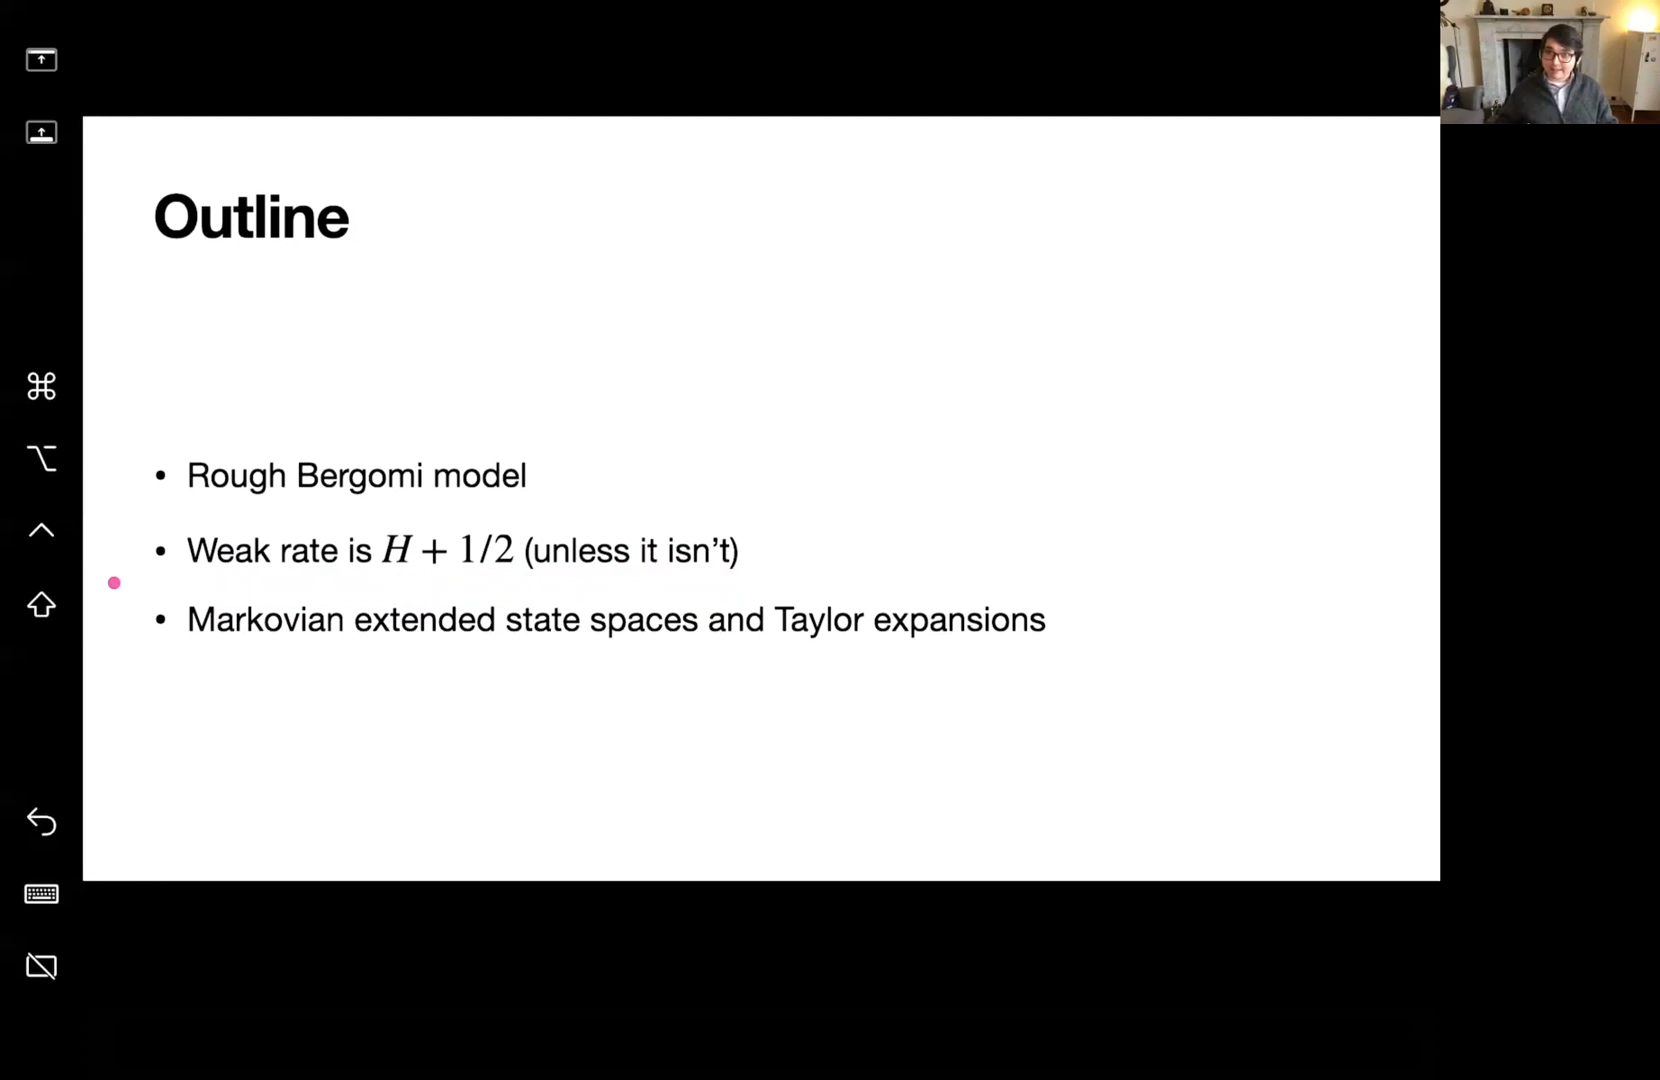 Outline
• Rough Bergomi model
• Weak rate is H + 1/2 (unless it isn’t)
• Markovian extended state spaces and Taylor expansions